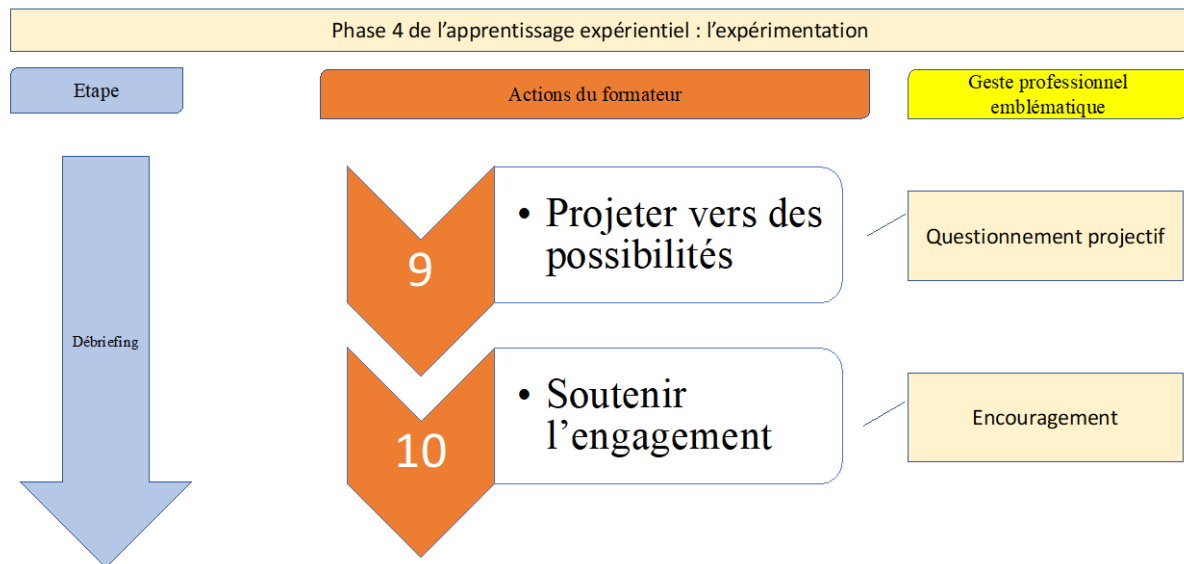 Phase 4 de l’apprentissage expérientiel : l’expérimentation
Etape
Actions du formateur
Geste professionnel
emblématique
Débriefing
9
• Projeter vers des
possibilités
Questionnement projectif
10
• Soutenir
l’engagement
Encouragement